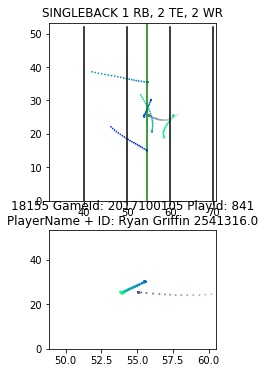 SINGLEBACK 1 RB, 2 TE, 2 WR
50
40
30
20
10
0
40 50 60 70
18155 GameId: 2017100105 PlayId: 841
PlayerName + ID: Ryan Griffin 2541316.0
40
20
0
50.0 52.5 55.0 57.5 60.0